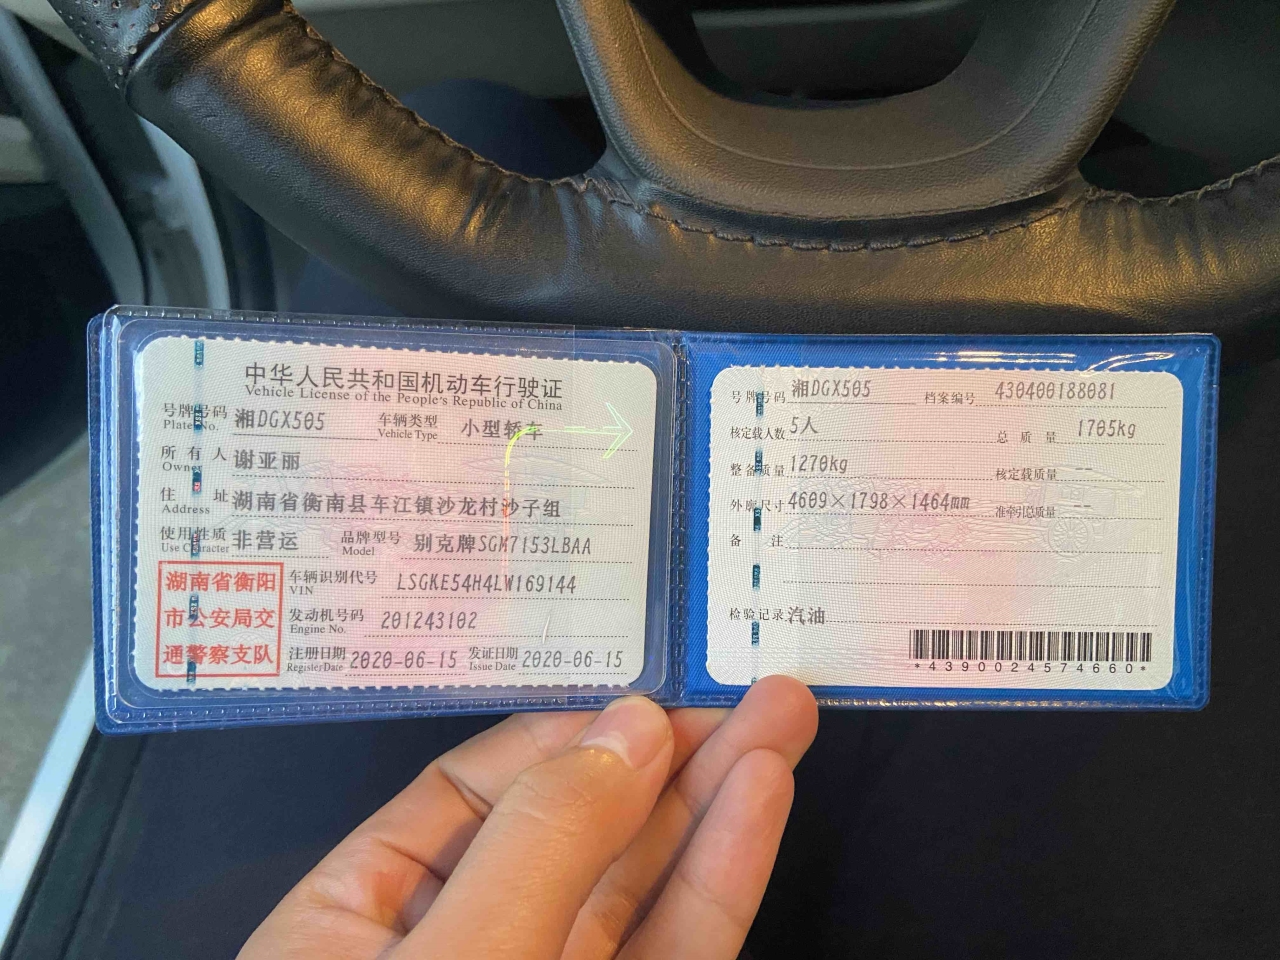 中华人民共和国机动车行驶证
Vehicle License of the People's Republic of China
号牌号码 湘DGX505 车辆类型 小型轿车
Plate No. Vehicle Type
所有人 谢亚丽
Owner
住址 湖南省衡南县车江镇沙龙村沙子组
Address
使用性质 非营运 品牌型号 别克牌SGM7153LBAA
Use Character Model
湖南省衡阳
市公安局交
通警察支队
车辆识别代号 LSGKE54H4LW169144
VIN
发动机号码 201243102
Engine No.
注册日期 2020-06-15 发证日期 2020-06-15
Register Date Issue Date
号牌号码 湘DGX505 档案编号 430400188081
核定载人数 5人 总质量 1705kg
整备质量 1270kg 核定载质量 --
外廓尺寸 4609×1798×1464mm 准牵引总质量 --
备注
检验记录 汽油
*4390024574660*